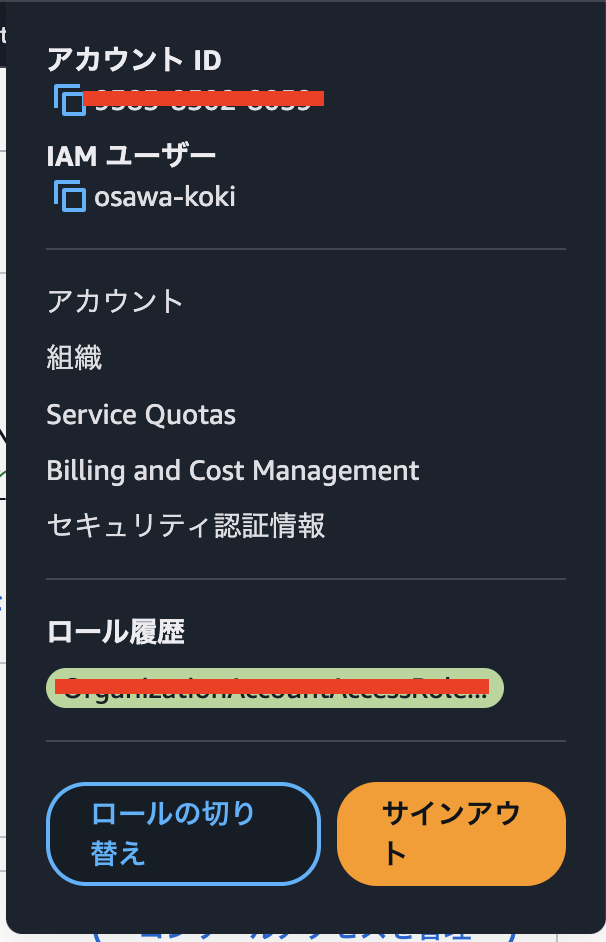 アカウント ID
IAM ユーザー
osawa-koki
アカウント
組織
Service Quotas
Billing and Cost Management
セキュリティ認証情報
ロール履歴
ロールの切り
替え
サインアウ
ト